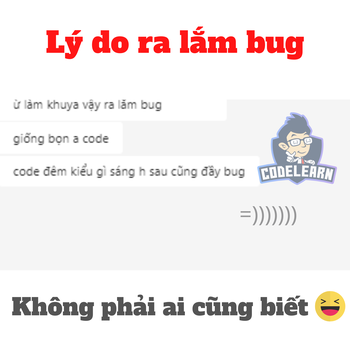 Lý do ra lắm bug
ừ làm khuya vậy ra lắm bug
giống bọn a code
code đêm kiểu gì sáng h sau cũng đầy bug
CODELEARN
=)))))))
Không phải ai cũng biết